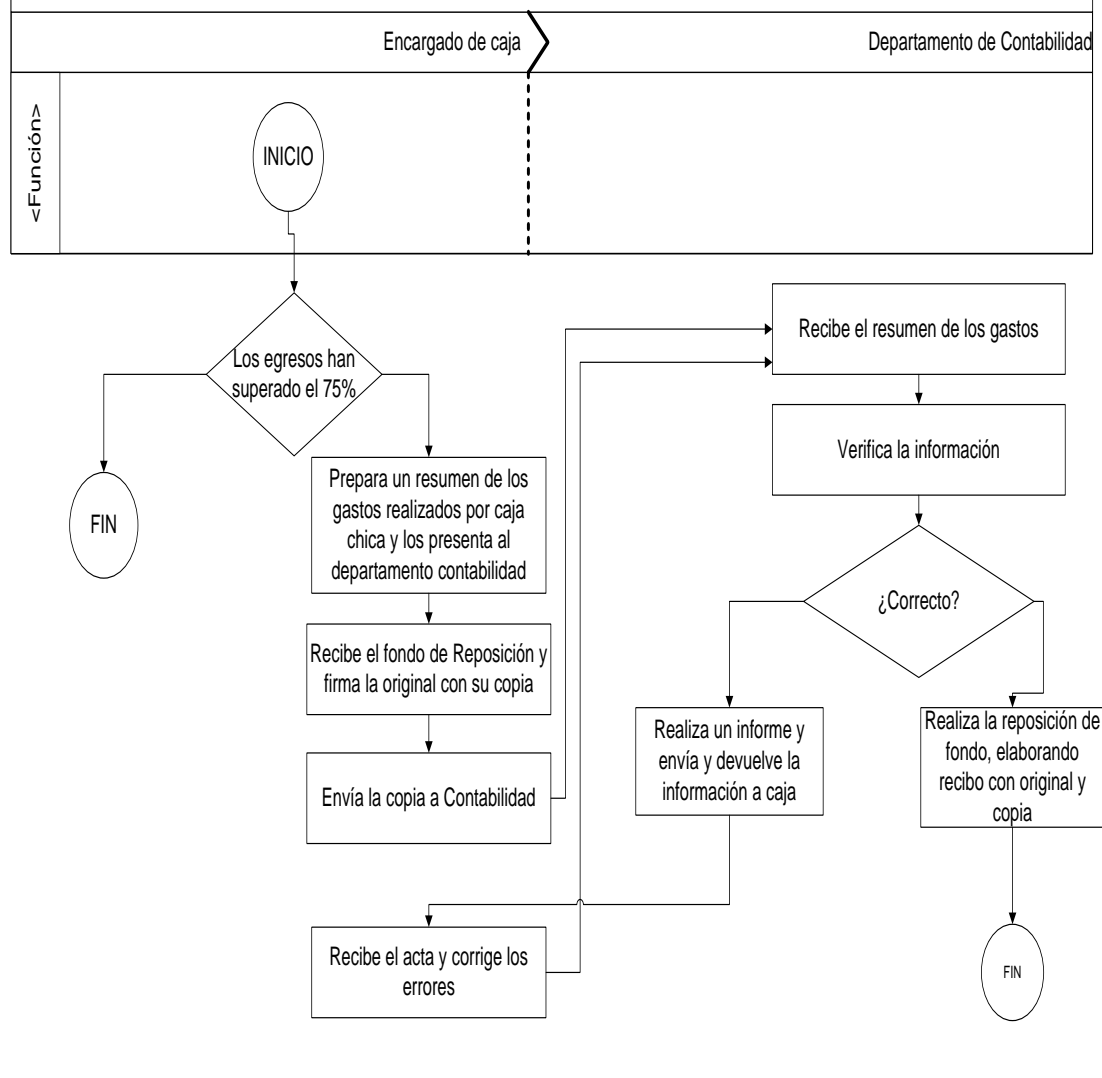 Encargado de caja
Departamento de Contabilidad
<Función>
INICIO
Los egresos han
superado el 75%
FIN
Prepara un resumen de los
gastos realizados por caja
chica y los presenta al
departamento contabilidad
Recibe el fondo de Reposición y
firma la original con su copia
Envía la copia a Contabilidad
Recibe el resumen de los gastos
Verifica la información
¿Correcto?
Realiza un informe y
envía y devuelve la
información a caja
Realiza la reposición de
fondo, elaborando
recibo con original y
copia
Recibe el acta y corrige los
errores
FIN